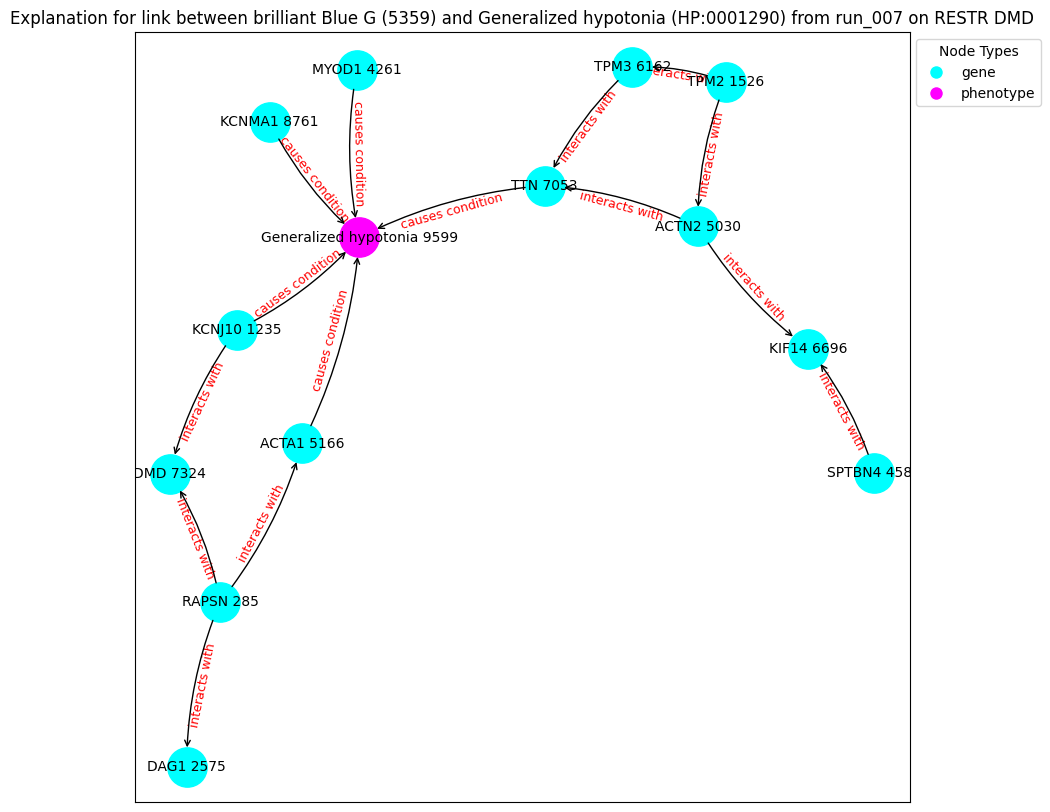 Explanation for link between brilliant Blue G (5359) and Generalized hypotonia (HP:0001290) from run_007 on RESTR DMD
Node Types
gene
phenotype
MYOD1 4261
TPM3 6162
interacts with
TPM2 1526
KCNMA1 8761
causes condition
causes condition
interacts with
interacts with
TTN 7053
causes condition
interacts with
ACTN2 5030
Generalized hypotonia 9599
causes condition
interacts with
KCNJ10 1235
causes condition
KIF14 6696
interacts with
interacts with
ACTA1 5166
DMD 7324
SPTBN4 458
interacts with
interacts with
RAPSN 285
interacts with
DAG1 2575